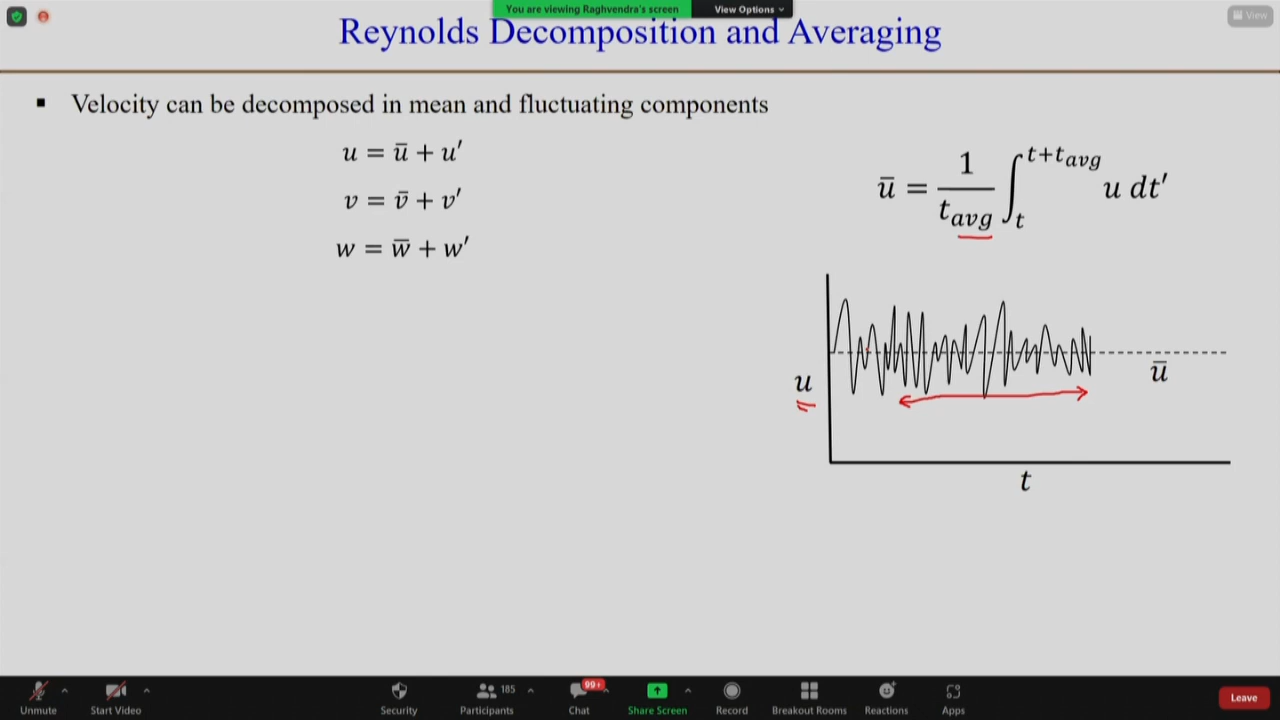 You are viewing Raghvendra's screen
View Options
View
Reynolds Decomposition and Averaging
▪ Velocity can be decomposed in mean and fluctuating components
u = ū + u′
v = v̄ + v′
w = w̄ + w′
ū = 1/t_avg ∫_t^{t+t_avg} u dt′
u
ū
t
Unmute
Start Video
Security
Participants 185
Chat 99+
Share Screen
Record
Breakout Rooms
Reactions
Apps
Leave